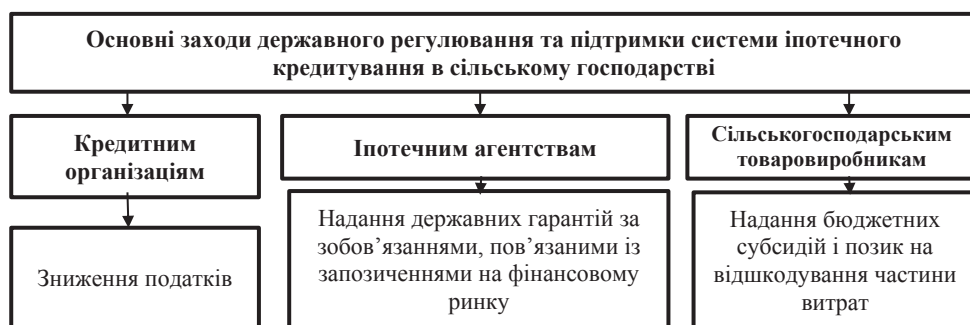 Основні заходи державного регулювання та підтримки системи іпотечного
кредитування в сільському господарстві
Кредитним
організаціям
Іпотечним агентствам
Сільськогосподарським
товаровиробникам
Зниження податків
Надання державних гарантій за
зобов’язаннями, пов’язаними із
запозиченнями на фінансовому
ринку
Надання бюджетних
субсидій і позик на
відшкодування частини
витрат